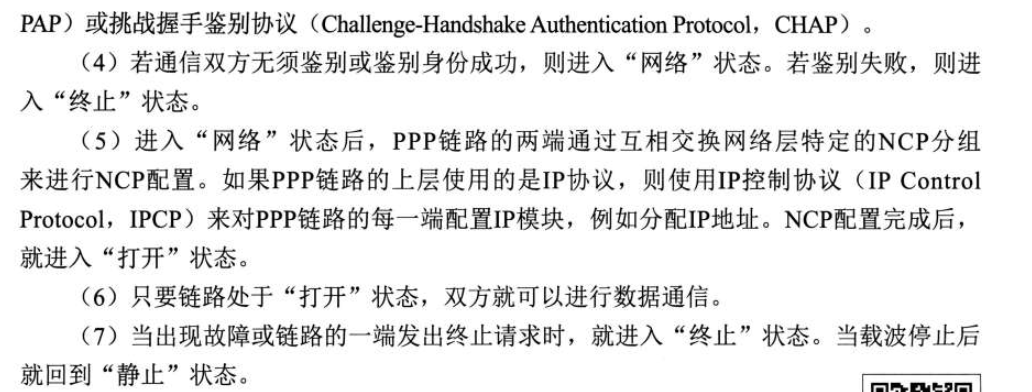 PAP）或挑战握手鉴别协议（Challenge-Handshake Authentication Protocol，CHAP）。
（4）若通信双方无须鉴别或鉴别身份成功，则进入“网络”状态。若鉴别失败，则进
入“终止”状态。
（5）进入“网络”状态后，PPP链路的两端通过互相交换网络层特定的NCP分组
来进行NCP配置。如果PPP链路的上层使用的是IP协议，则使用IP控制协议（IP Control
Protocol，IPCP）来对PPP链路的每一端配置IP模块，例如分配IP地址。NCP配置完成后，
就进入“打开”状态。
（6）只要链路处于“打开”状态，双方就可以进行数据通信。
（7）当出现故障或链路的一端发出终止请求时，就进入“终止”状态。当载波停止后
就回到“静止”状态。